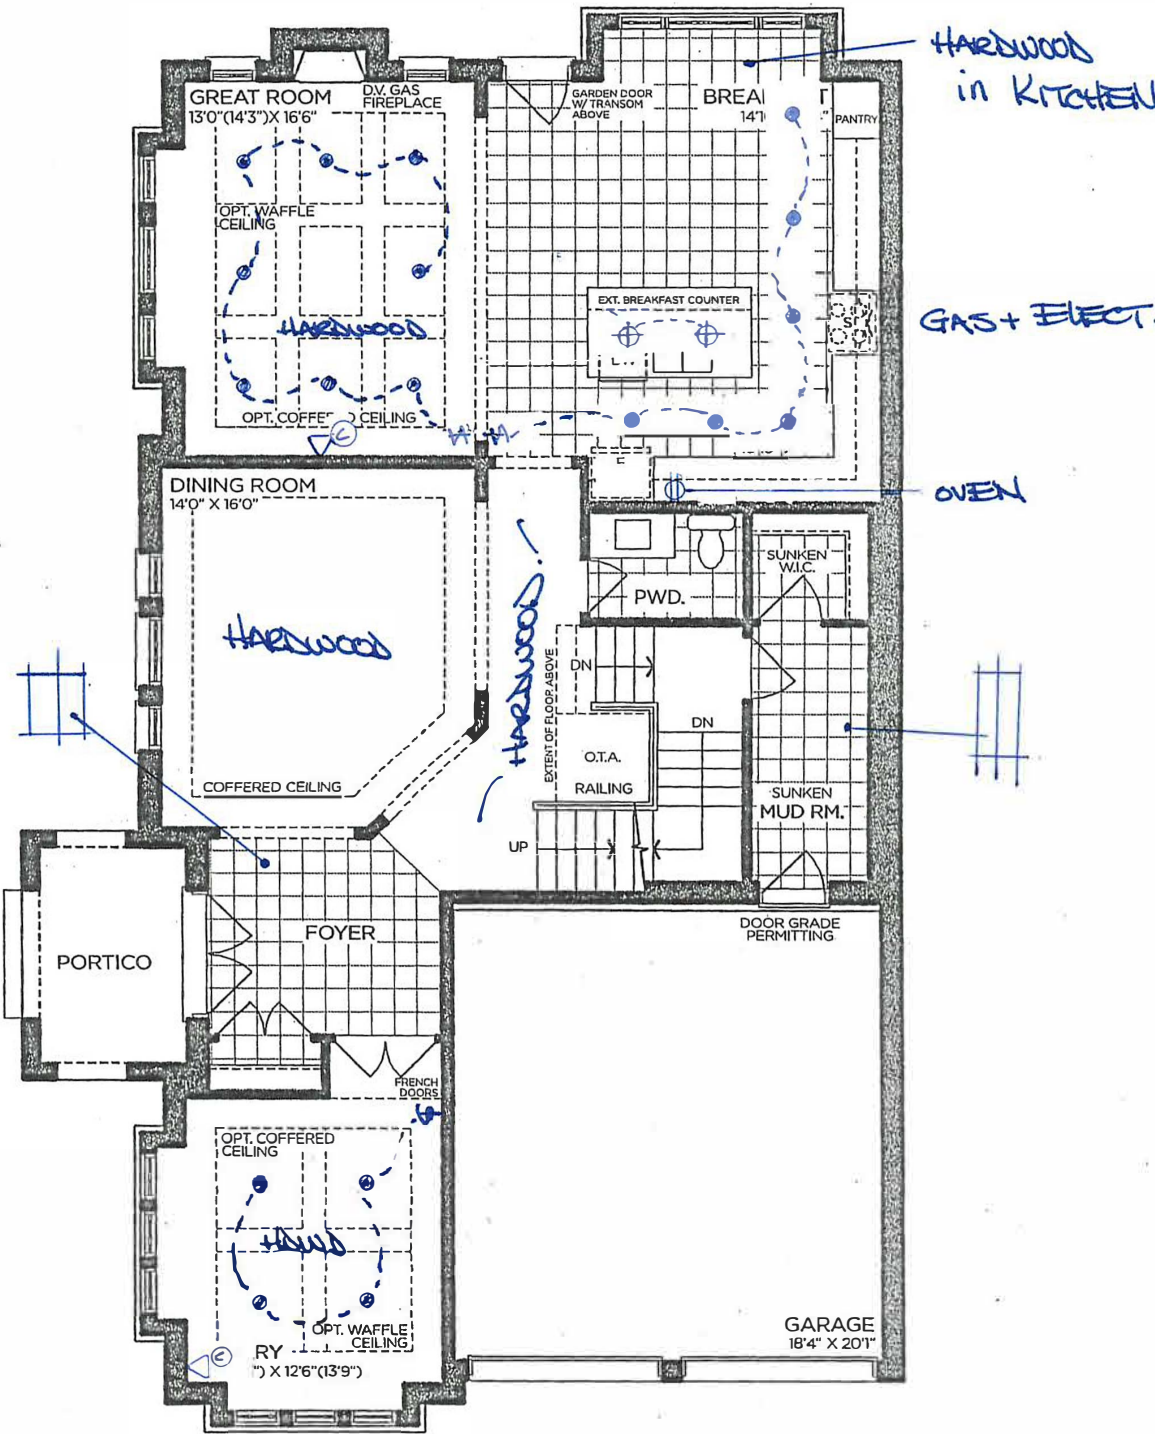 HARDWOOD
in KITCHEN
GREAT ROOM
13'0"(14'3")X 16'6"
D.V. GAS
FIREPLACE
GARDEN DOOR
W/ TRANSOM
ABOVE
BREA
14'1
PANTRY
OPT. WAFFLE
CEILING
EXT. BREAKFAST COUNTER
HARDWOOD
GAS + ELECT.
OPT. COFFE D CEILING
C
DINING ROOM
14'0" X 16'0"
OVEN
SUNKEN
W.I.C.
PWD.
HARDWOOD
HARDWOOD!
EXTENT OF FLOOR ABOVE
DN
DN
O.T.A.
RAILING
COFFERED CEILING
SUNKEN
MUD RM.
UP
DOOR GRADE
PERMITTING
FOYER
PORTICO
FRENCH
DOORS
OPT. COFFERED
CEILING
OPT. WAFFLE
CEILING
C
RY
") X 12'6"(13'9")
GARAGE
18'4" X 20'1"